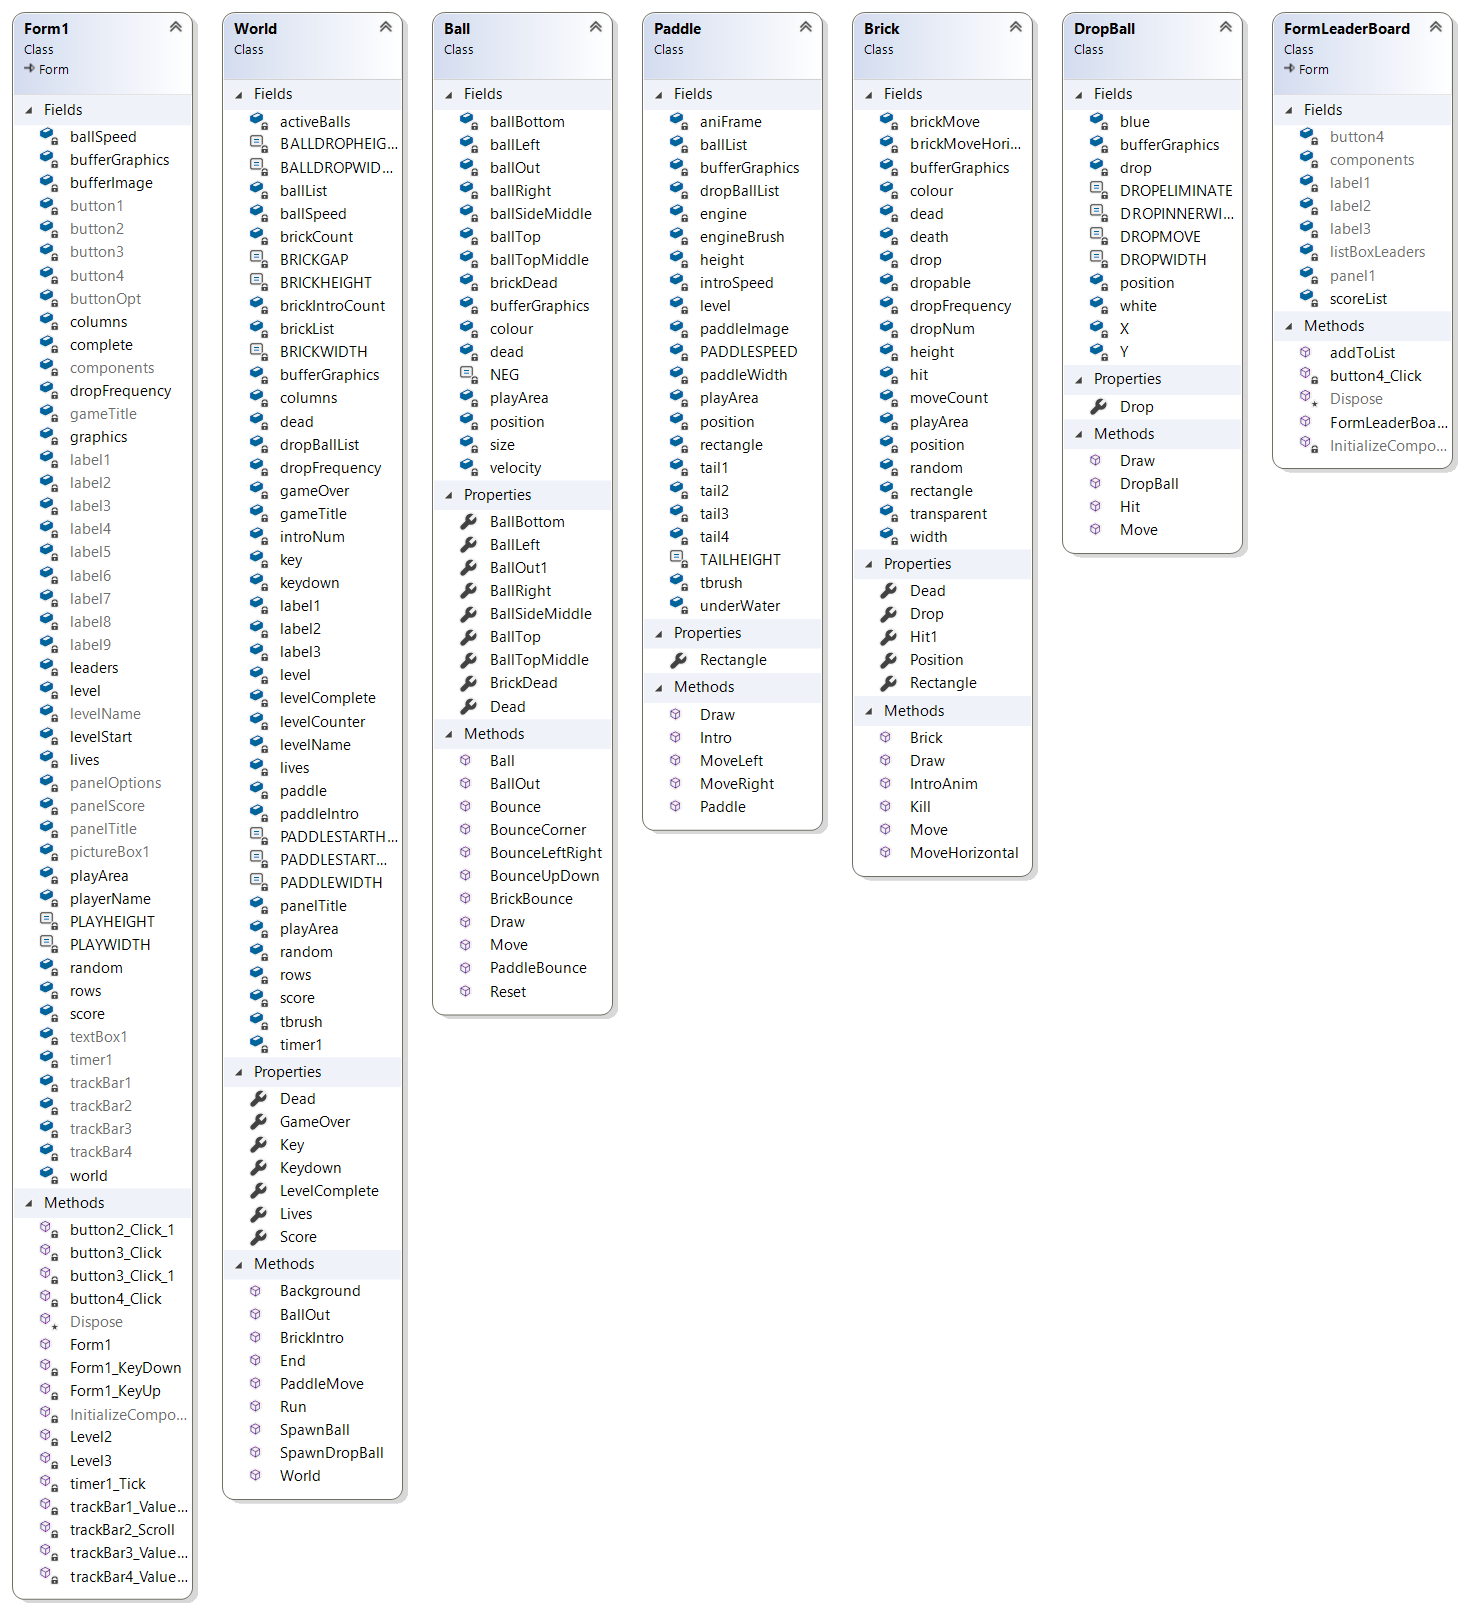 Form1
Class
Form
Fields
ballSpeed
bufferGraphics
bufferImage
button1
button2
button3
button4
buttonOpt
columns
complete
components
dropFrequency
gameTitle
graphics
label1
label2
label3
label4
label5
label6
label7
label8
label9
leaders
level
levelName
levelStart
lives
panelOptions
panelScore
panelTitle
pictureBox1
playArea
playerName
PLAYHEIGHT
PLAYWIDTH
random
rows
score
textBox1
timer1
trackBar1
trackBar2
trackBar3
trackBar4
world
Methods
button2_Click_1
button3_Click
button3_Click_1
button4_Click
Dispose
Form1
Form1_KeyDown
Form1_KeyUp
InitializeCompo...
Level2
Level3
timer1_Tick
trackBar1_Value...
trackBar2_Scroll
trackBar3_Value...
trackBar4_Value...
World
Class
Fields
activeBalls
BALLDROPHEIG...
BALLDROPWID...
ballList
ballSpeed
brickCount
BRICKGAP
BRICKHEIGHT
brickIntroCount
brickList
BRICKWIDTH
bufferGraphics
columns
dead
dropBallList
dropFrequency
gameOver
gameTitle
introNum
key
keydown
label1
label2
label3
level
levelComplete
levelCounter
levelName
lives
paddle
paddleIntro
PADDLESTARTH...
PADDLESTART...
PADDLEWIDTH
panelTitle
playArea
random
rows
score
tbrush
timer1
Properties
Dead
GameOver
Key
Keydown
LevelComplete
Lives
Score
Methods
Background
BallOut
BrickIntro
End
PaddleMove
Run
SpawnBall
SpawnDropBall
World
Ball
Class
Fields
ballBottom
ballLeft
ballOut
ballRight
ballSideMiddle
ballTop
ballTopMiddle
brickDead
bufferGraphics
colour
dead
NEG
playArea
position
size
velocity
Properties
BallBottom
BallLeft
BallOut1
BallRight
BallSideMiddle
BallTop
BallTopMiddle
BrickDead
Dead
Methods
Ball
BallOut
Bounce
BounceCorner
BounceLeftRight
BounceUpDown
BrickBounce
Draw
Move
PaddleBounce
Reset
Paddle
Class
Fields
aniFrame
ballList
bufferGraphics
dropBallList
engine
engineBrush
height
introSpeed
level
paddleImage
PADDLESPEED
paddleWidth
playArea
position
rectangle
tail1
tail2
tail3
tail4
TAILHEIGHT
tbrush
underWater
Properties
Rectangle
Methods
Draw
Intro
MoveLeft
MoveRight
Paddle
Brick
Class
Fields
brickMove
brickMoveHori...
bufferGraphics
colour
dead
death
drop
dropable
dropFrequency
dropNum
height
hit
moveCount
playArea
position
random
rectangle
transparent
width
Properties
Dead
Drop
Hit1
Position
Rectangle
Methods
Brick
Draw
IntroAnim
Kill
Move
MoveHorizontal
DropBall
Class
Fields
blue
bufferGraphics
drop
DROPELIMINATE
DROPINNERWI...
DROPMOVE
DROPWIDTH
position
white
X
Y
Properties
Drop
Methods
Draw
DropBall
Hit
Move
FormLeaderBoard
Class
Form
Fields
button4
components
label1
label2
label3
listBoxLeaders
panel1
scoreList
Methods
addToList
button4_Click
Dispose
FormLeaderBoa...
InitializeCompo...